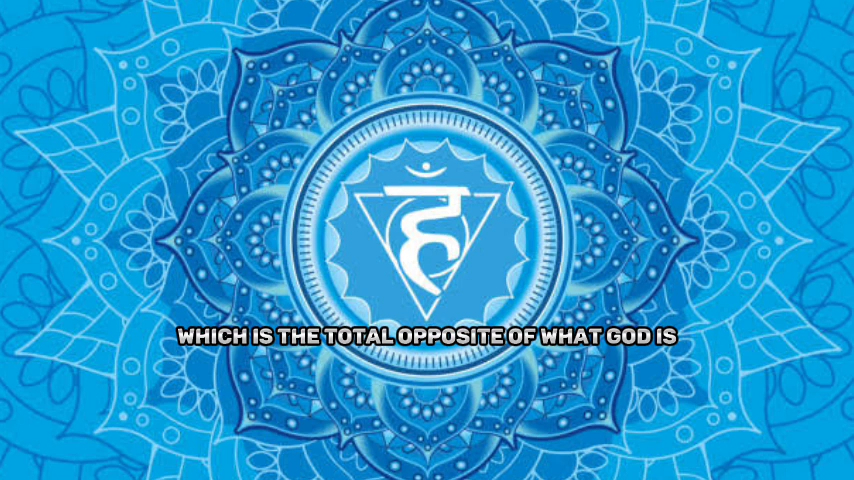 हं
WHICH IS THE TOTAL OPPOSITE OF WHAT GOD IS